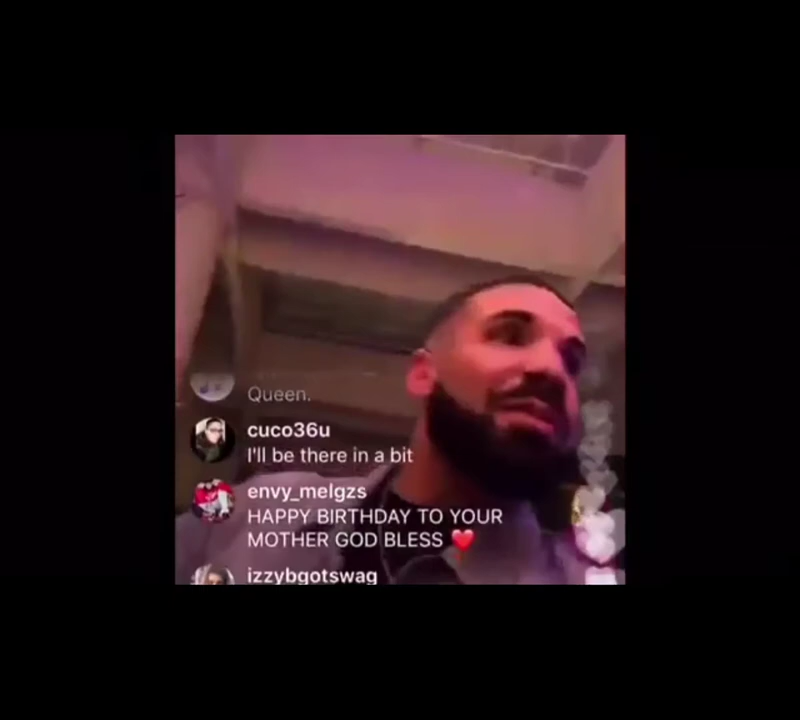 Queen.
cuco36u
I'll be there in a bit
envy_melgzs
HAPPY BIRTHDAY TO YOUR
MOTHER GOD BLESS ❤️
izzybgotswag